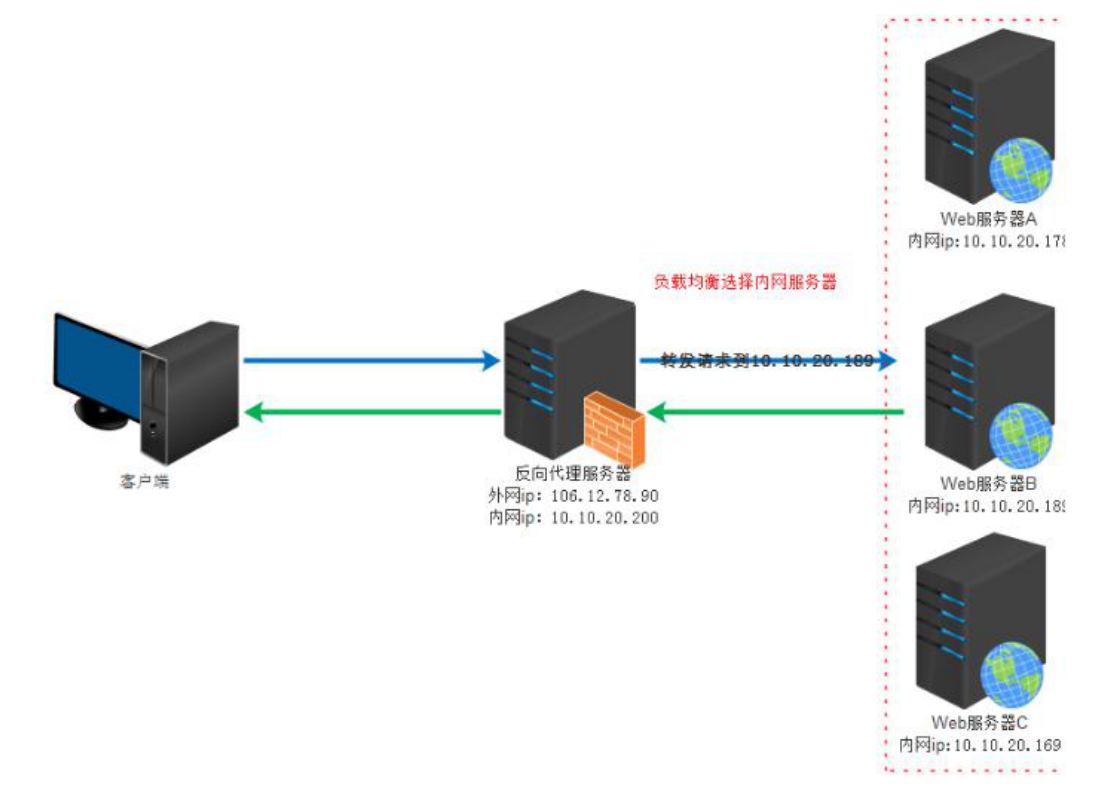 Web服务器A
内网ip:10.10.20.178
负载均衡选择内网服务器
转发请求到10.10.20.189
客户端
反向代理服务器
外网ip: 106.12.78.90
内网ip: 10.10.20.200
Web服务器B
内网ip:10.10.20.189
Web服务器C
内网ip:10.10.20.169